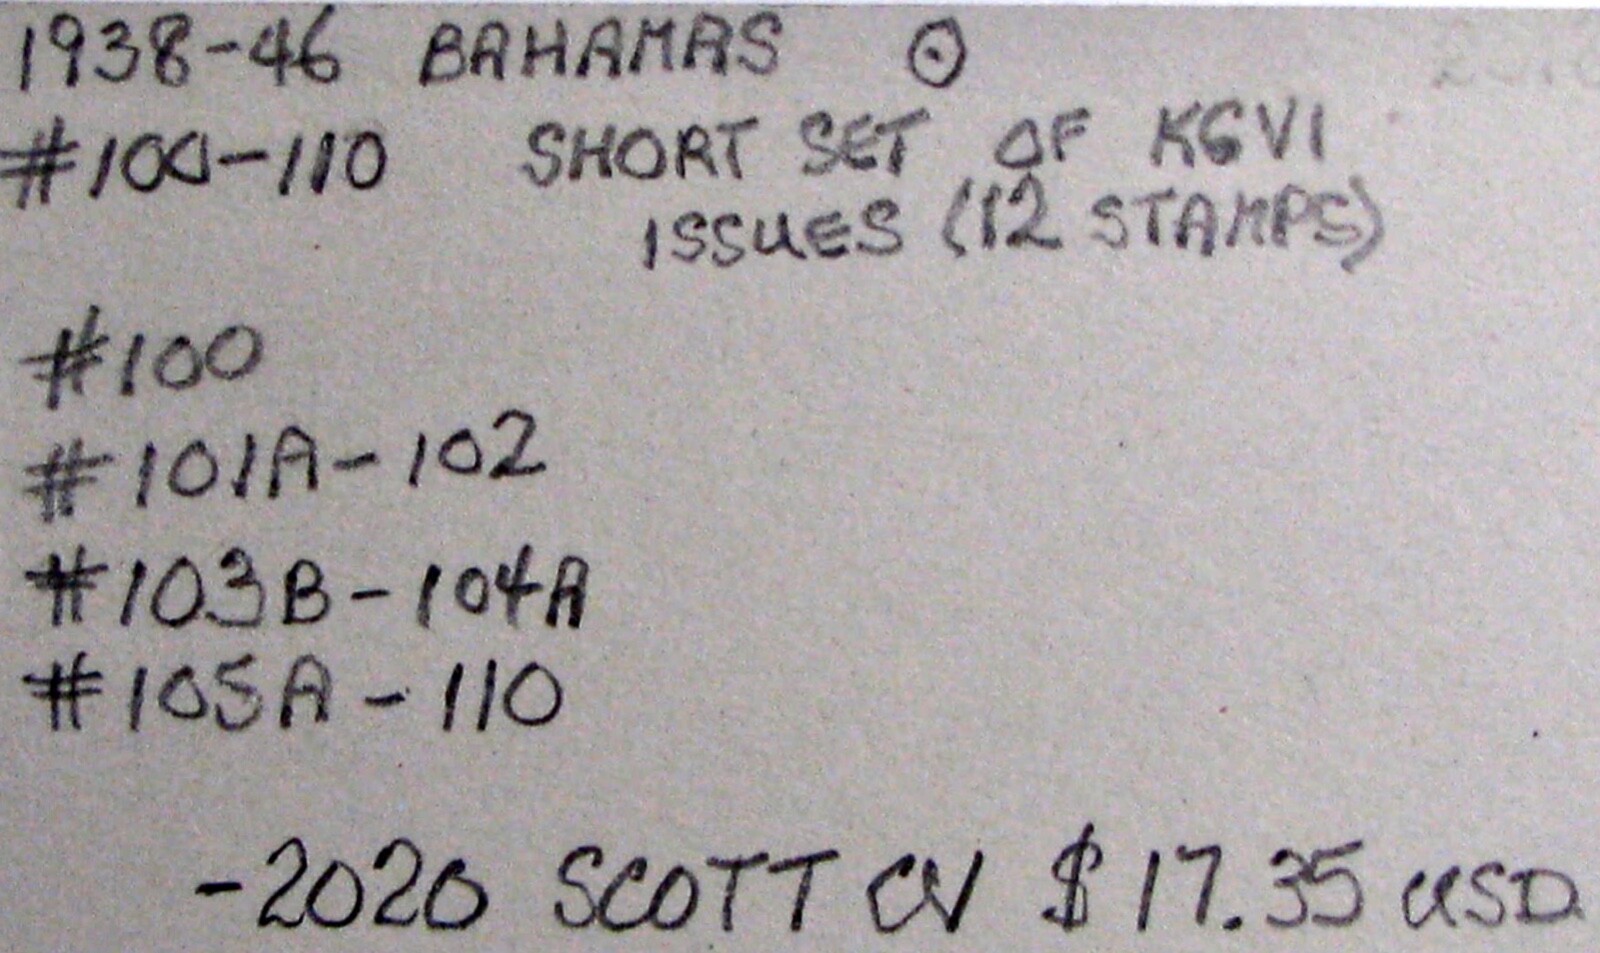 1938-46 BAHAMAS ⊙
#100-110 SHORT SET OF KGVI
ISSUES (12 STAMPS)
#100
#101A-102
#103B-104A
#105A-110
-2020 SCOTT CV $17.35 USD